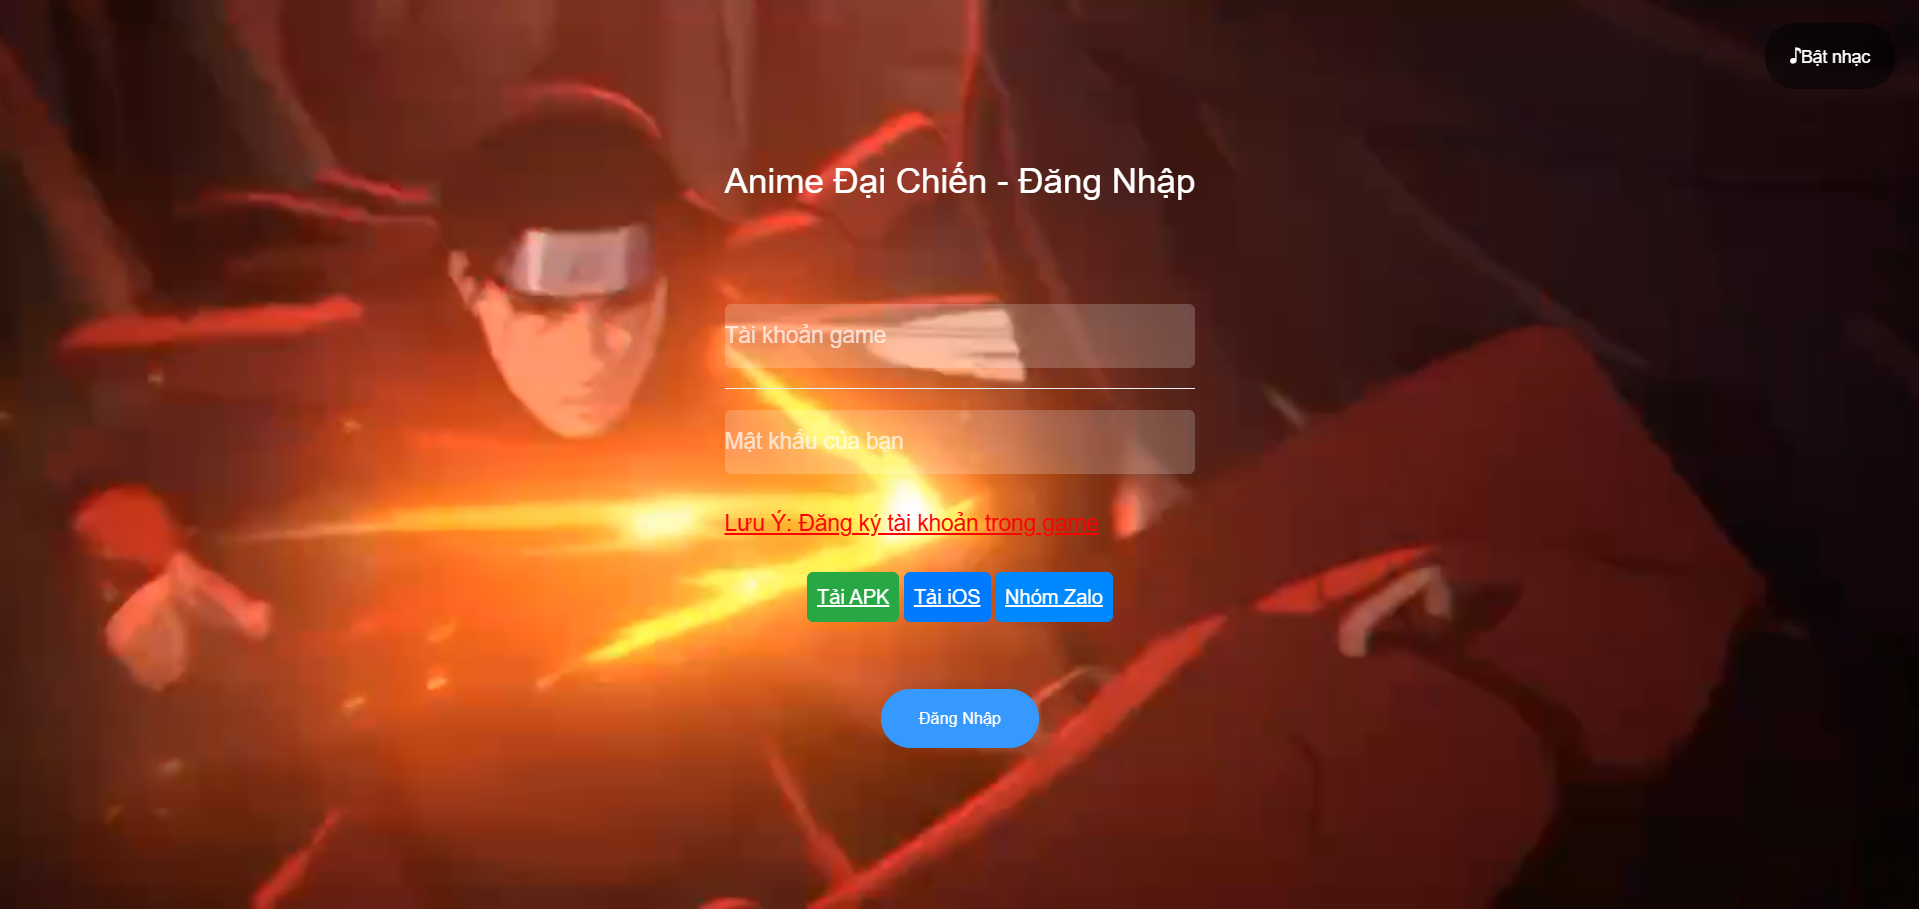 ♪Bật nhạc
Anime Đại Chiến - Đăng Nhập
Tài khoản game
Mật khẩu của bạn
Lưu Ý: Đăng ký tài khoản trong game
Tải APK Tải iOS Nhóm Zalo
Đăng Nhập